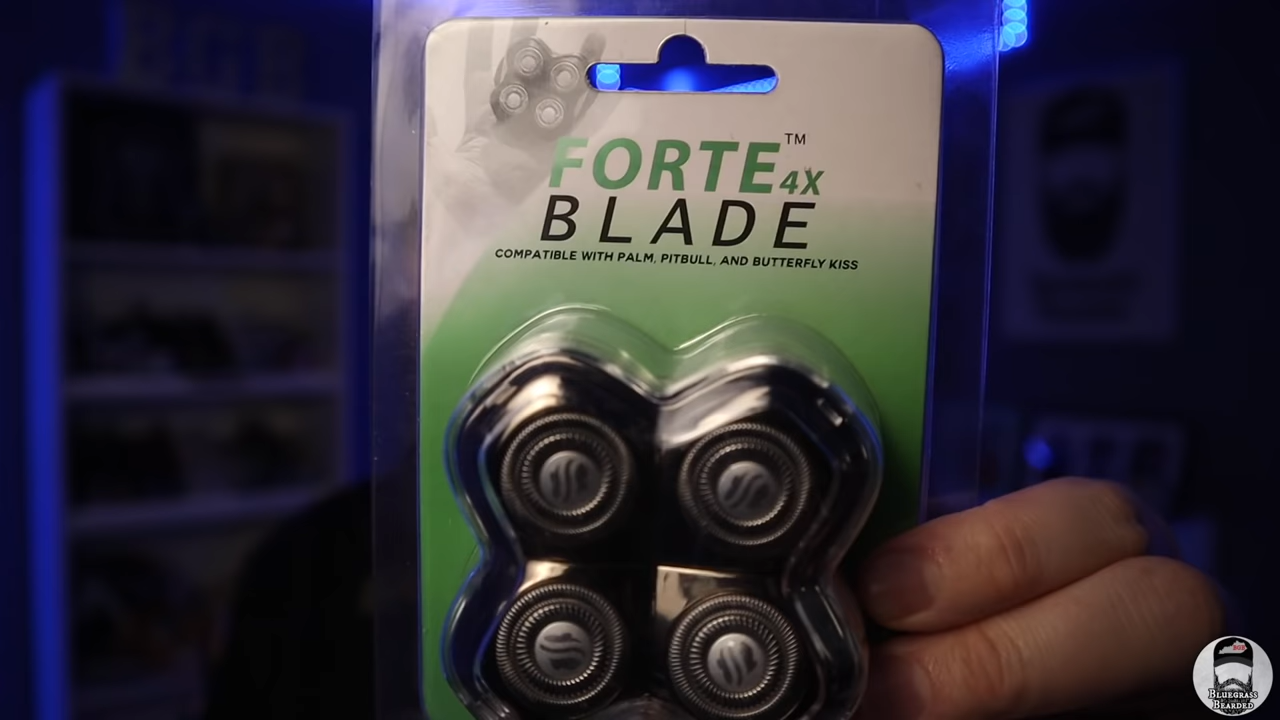 FORTE™ 4X
BLADE
COMPATIBLE WITH PALM, PITBULL, AND BUTTERFLY KISS
BLUEGRASS
BEARDED